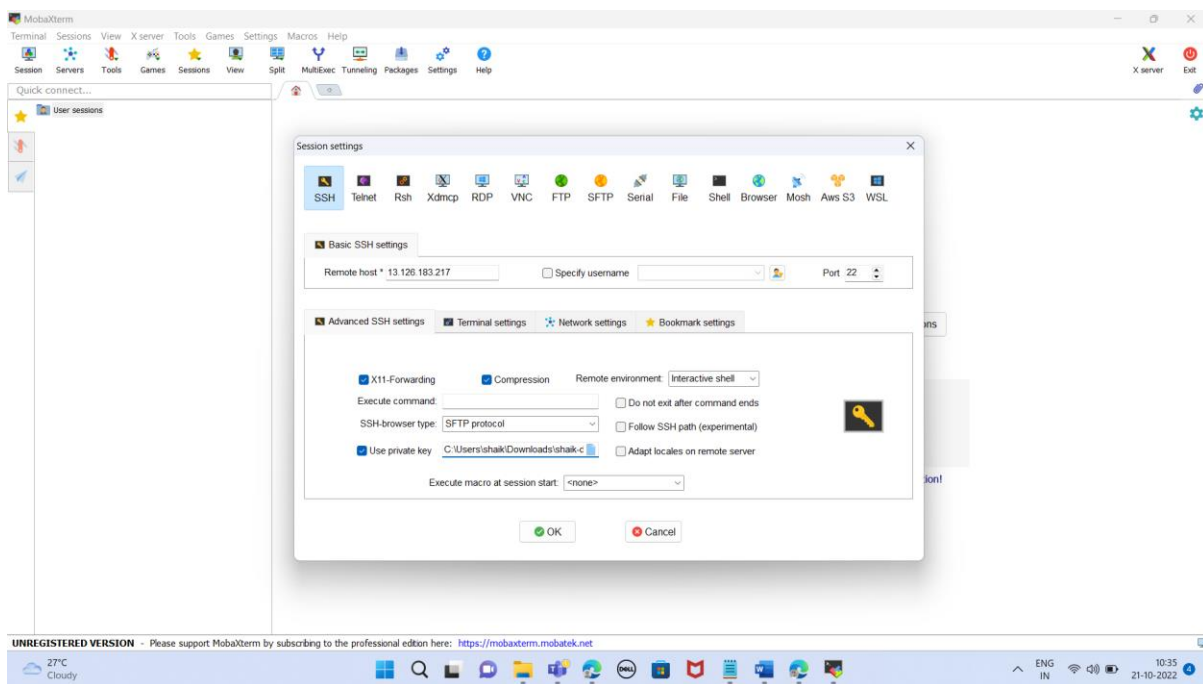 MobaXterm
Terminal Sessions View X server Tools Games Settings Macros Help
Session Servers Tools Games Sessions View Split MultiExec Tunneling Packages Settings Help X server Exit
Quick connect...
User sessions
Session settings
SSH Telnet Rsh Xdmcp RDP VNC FTP SFTP Serial File Shell Browser Mosh Aws S3 WSL
Basic SSH settings
Remote host * 13.126.183.217 Specify username Port 22
Advanced SSH settings Terminal settings Network settings Bookmark settings
ons
X11-Forwarding Compression Remote environment: Interactive shell
Execute command: Do not exit after command ends
SSH-browser type: SFTP protocol Follow SSH path (experimental)
Use private key C:\Users\shaik\Downloads\shaik-c Adapt locales on remote server
Execute macro at session start: <none>
ion!
OK Cancel
UNREGISTERED VERSION - Please support MobaXterm by subscribing to the professional edition here: https://mobaxterm.mobatek.net
27°C ENG 10:35
Cloudy DELL IN 21-10-2022 4